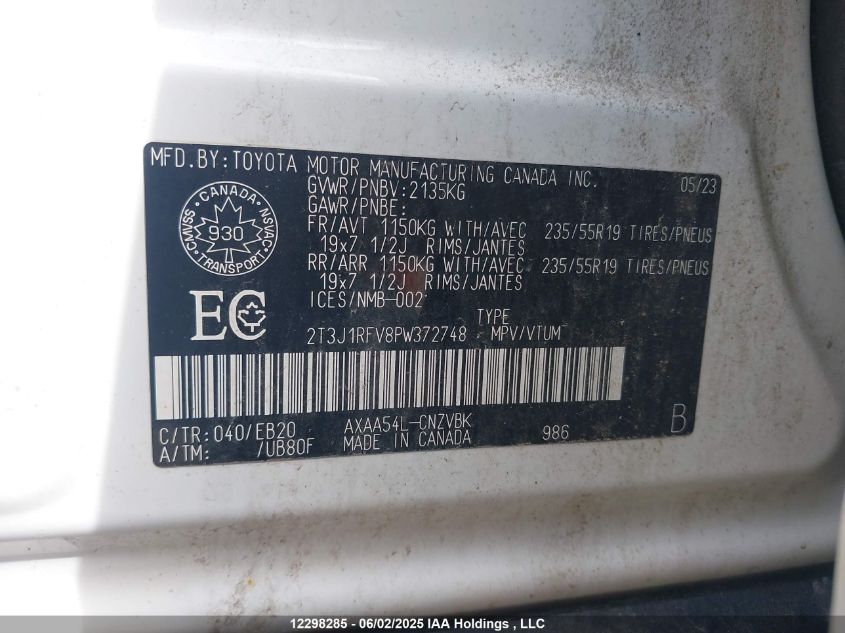 MFD.BY:TOYOTA MOTOR MANUFACTURING CANADA INC. 05/23
GVWR/PNBV:2135KG
GAWR/PNBE:
FR/AVT 1150KG WITH/AVEC 235/55R19 TIRES/PNEUS
19x7 1/2J RIMS/JANTES
RR/ARR 1150KG WITH/AVEC 235/55R19 TIRES/PNEUS
19x7 1/2J RIMS/JANTES
ICES/NMB-002
CANADA
CMVSS 930 NSVAC
TRANSPORT
EC
TYPE
2T3J1RFV8PW372748 MPV/VTUM
C/TR:040/EB20 AXAA54L-CNZVBK 986 B
A/TM: /UB80F MADE IN CANADA
12298285 - 06/02/2025 IAA Holdings , LLC